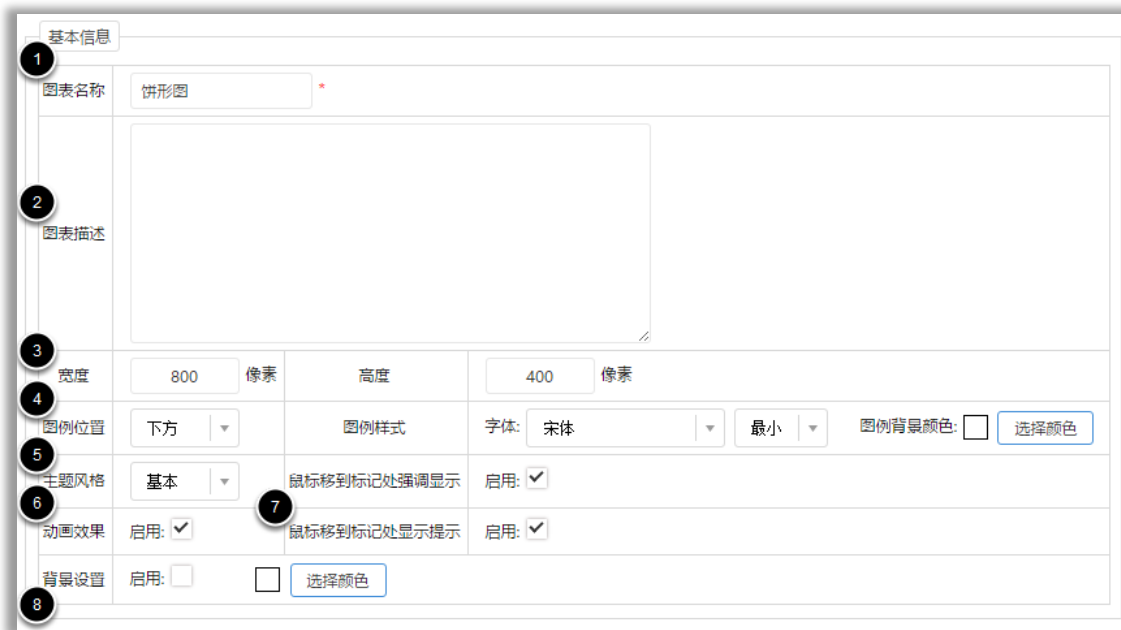 基本信息
1
图表名称 饼形图 *
2
图表描述
3
宽度 800 像素 高度 400 像素
4
图例位置 下方 图例样式 字体: 宋体 最小 图例背景颜色: 选择颜色
5
主题风格 基本 鼠标移到标记处强调显示 启用:
6 7
动画效果 启用: 鼠标移到标记处显示提示 启用:
背景设置 启用: 选择颜色
8